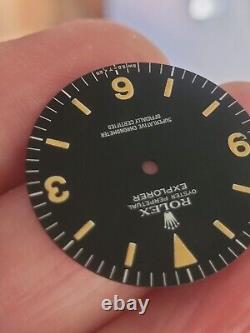 ROLEX
OYSTER PERPETUAL
EXPLORER
3
9
6
SUPERLATIVE CHRONOMETER
OFFICIALLY CERTIFIED